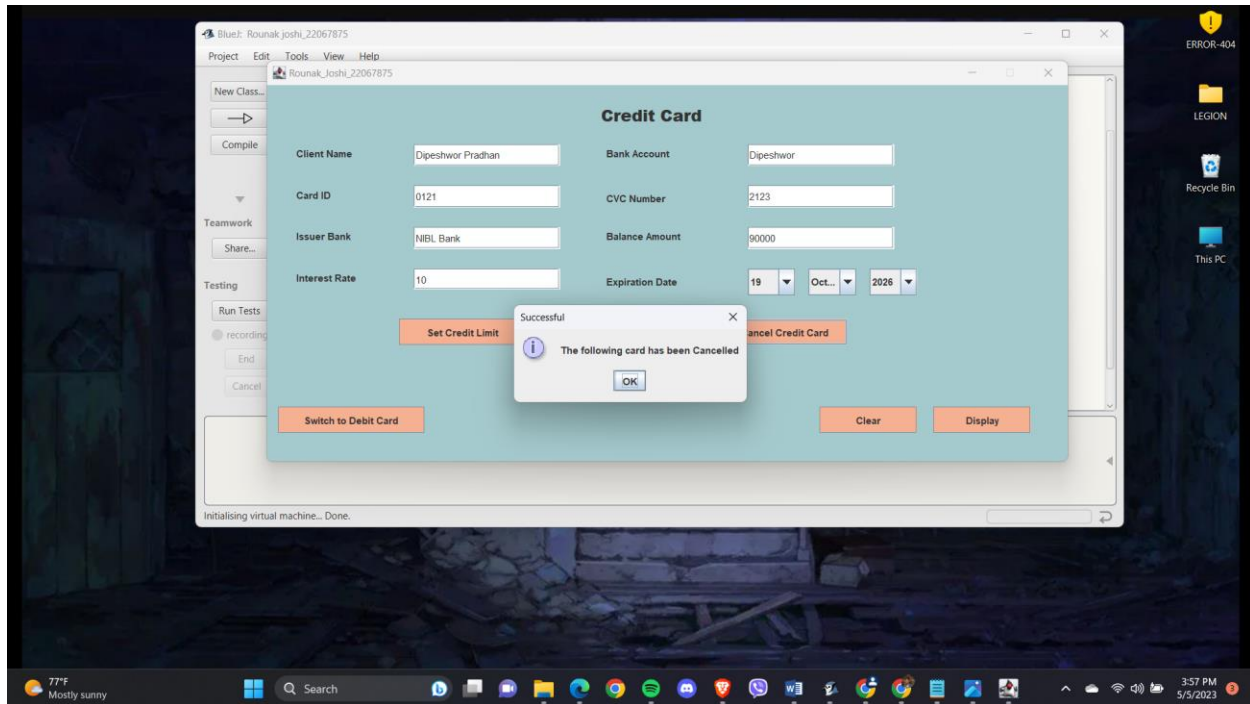 BlueJ: Rounak joshi_22067875
Project Edit Tools View Help
Rounak_Joshi_22067875
New Class...
Compile
Teamwork
Share...
Testing
Run Tests
recording
End
Cancel
Credit Card
Client Name Dipeshwor Pradhan Bank Account Dipeshwor
Card ID 0121 CVC Number 2123
Issuer Bank NIBL Bank Balance Amount 90000
Interest Rate 10 Expiration Date 19 Oct... 2026
Set Credit Limit ancel Credit Card
Successful
The following card has been Cancelled
OK
Switch to Debit Card Clear Display
Initialising virtual machine... Done.
ERROR-404
LEGION
Recycle Bin
This PC
77°F
Mostly sunny
Search
3:57 PM
5/5/2023
3